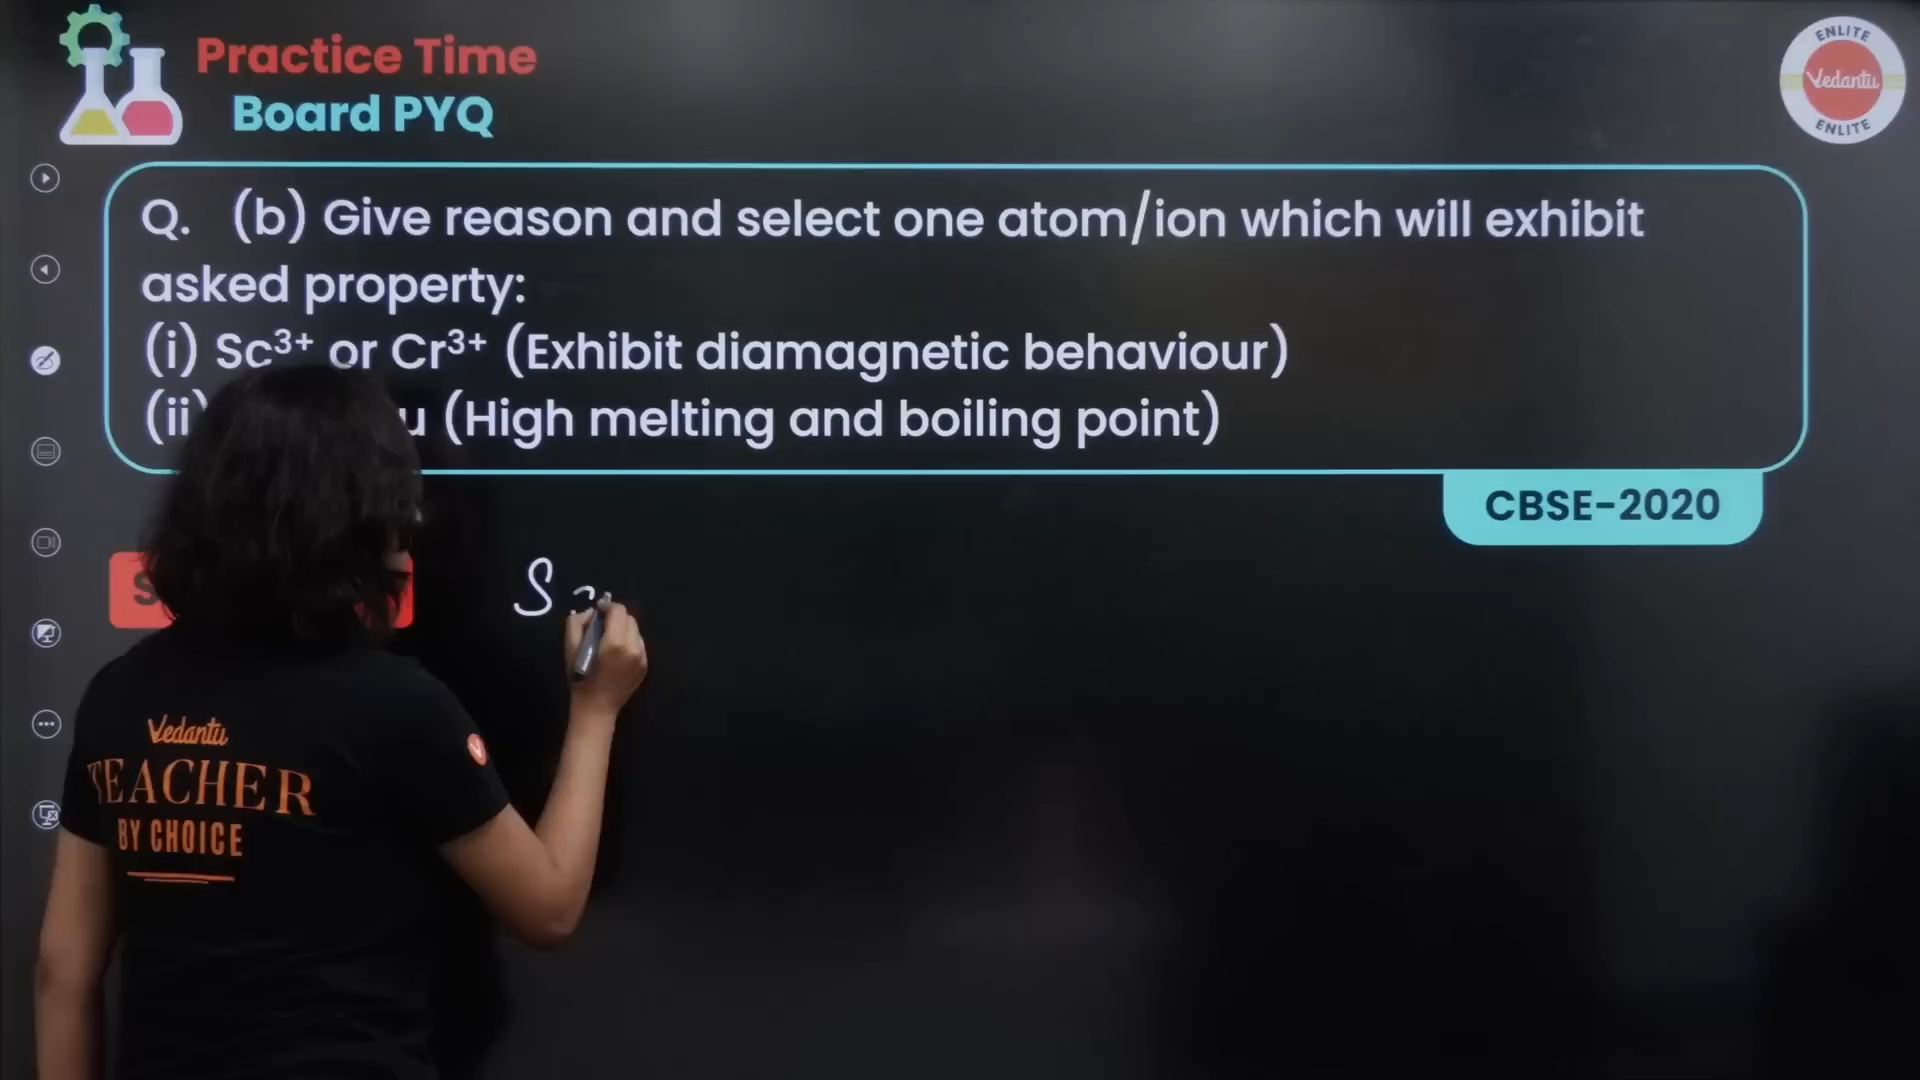 Practice Time
Board PYQ
ENLITE
Vedantu
ENLITE
Q. (b) Give reason and select one atom/ion which will exhibit
asked property:
(i) Sc³⁺ or Cr³⁺ (Exhibit diamagnetic behaviour)
(ii) (High melting and boiling point)
CBSE-2020
S
Vedantu
TEACHER
BY CHOICE